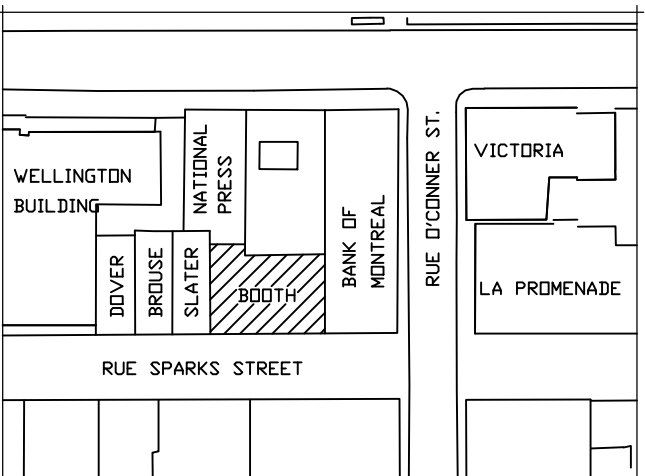 WELLINGTON
BUILDING
NATIONAL
PRESS
DOVER
BROUSE
SLATER
BOOTH
BANK OF
MONTREAL
RUE O'CONNER ST.
VICTORIA
LA PROMENADE
RUE SPARKS STREET